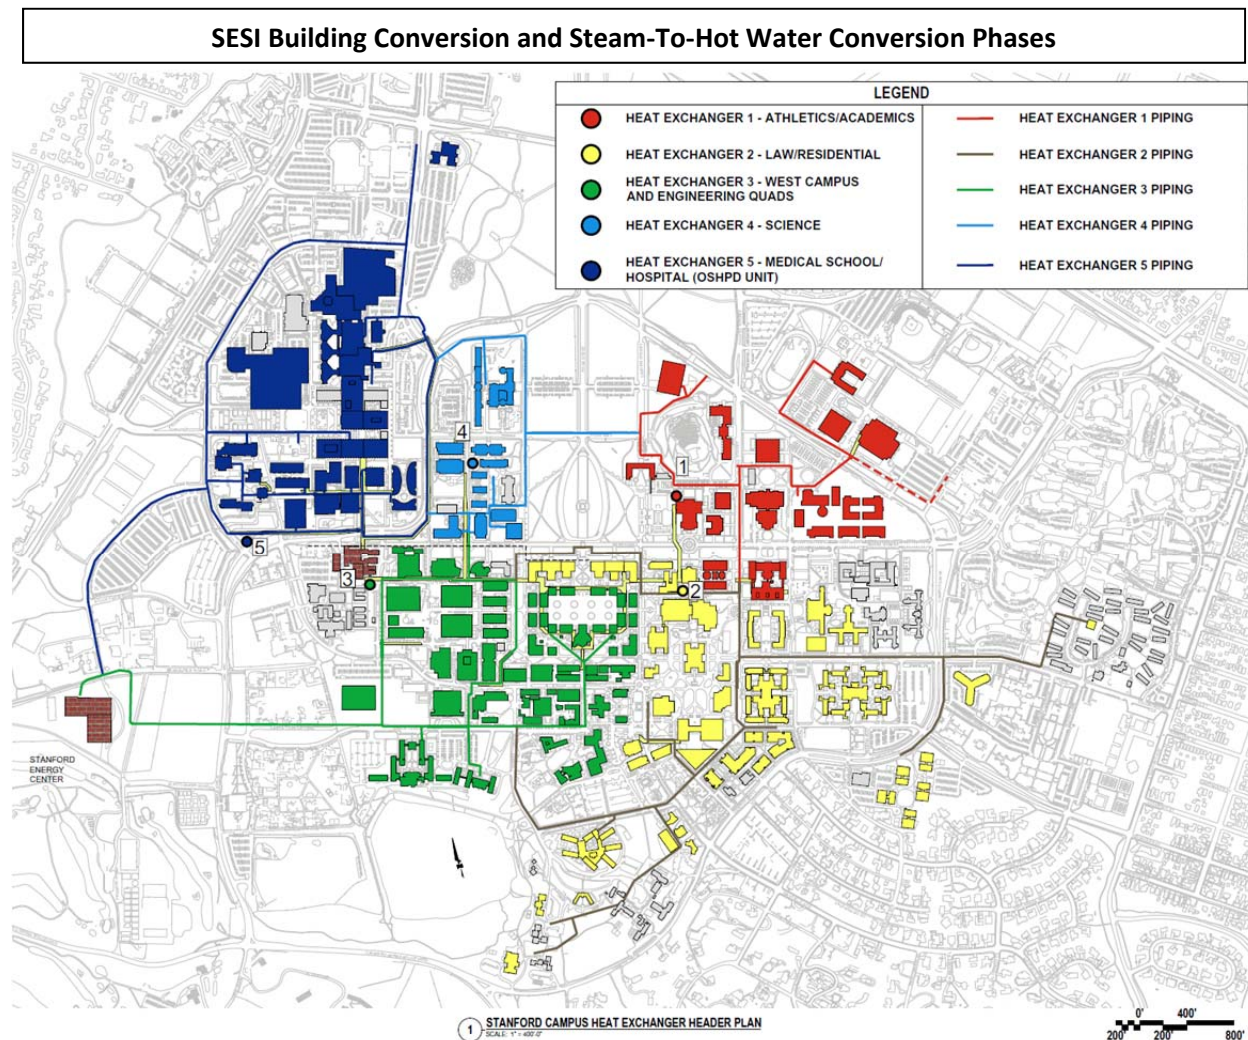 SESI Building Conversion and Steam-To-Hot Water Conversion Phases
LEGEND
HEAT EXCHANGER 1 - ATHLETICS/ACADEMICS
HEAT EXCHANGER 2 - LAW/RESIDENTIAL
HEAT EXCHANGER 3 - WEST CAMPUS
AND ENGINEERING QUADS
HEAT EXCHANGER 4 - SCIENCE
HEAT EXCHANGER 5 - MEDICAL SCHOOL/
HOSPITAL (OSHPD UNIT)
HEAT EXCHANGER 1 PIPING
HEAT EXCHANGER 2 PIPING
HEAT EXCHANGER 3 PIPING
HEAT EXCHANGER 4 PIPING
HEAT EXCHANGER 5 PIPING
4
1
5
3
2
STANFORD
ENERGY
CENTER
1
STANFORD CAMPUS HEAT EXCHANGER HEADER PLAN
SCALE: 1" = 400'-0"
0' 400'
200' 200' 800'